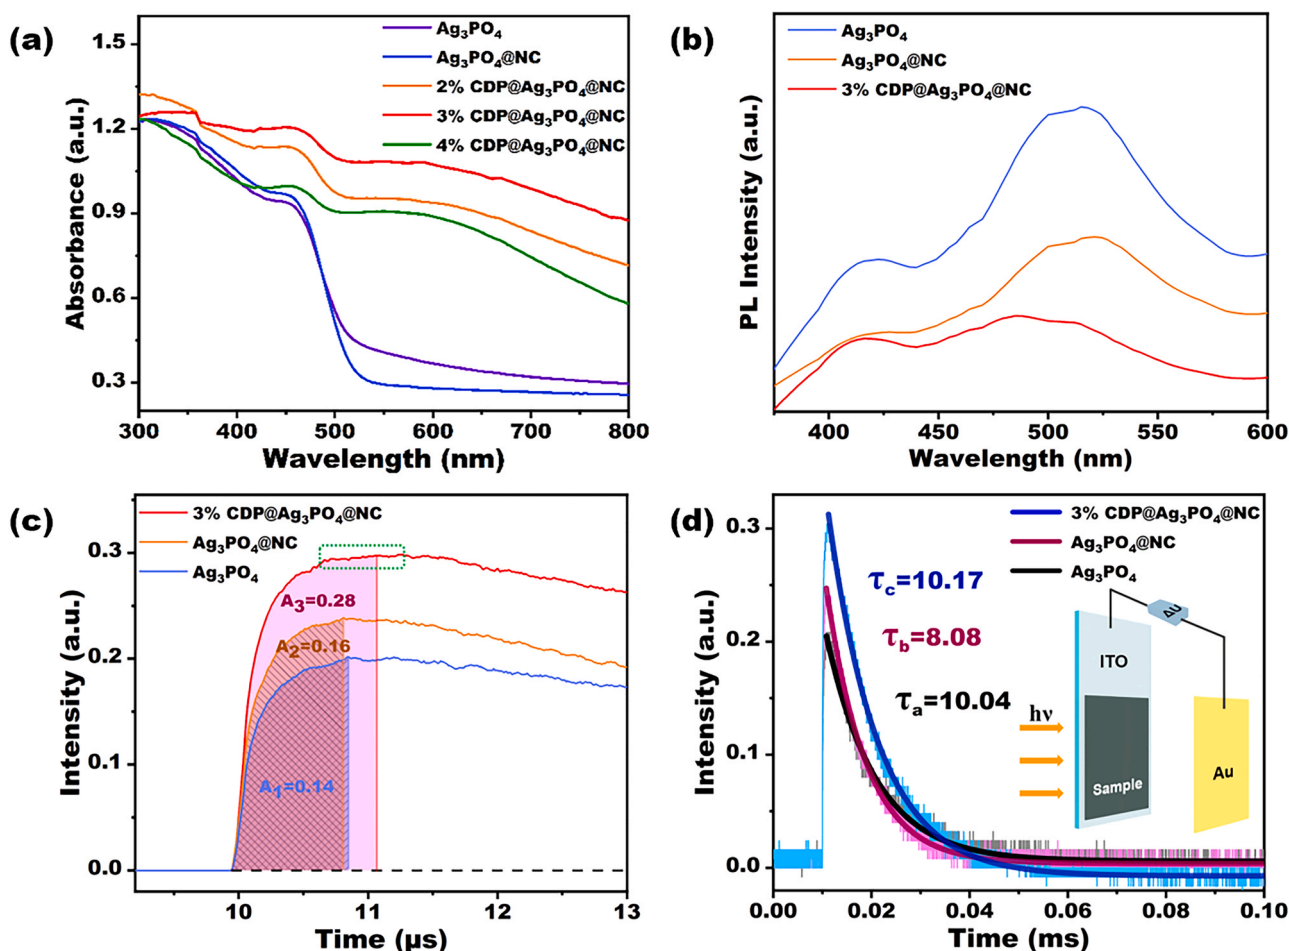 (a)
Ag₃PO₄
Ag₃PO₄@NC
2% CDP@Ag₃PO₄@NC
3% CDP@Ag₃PO₄@NC
4% CDP@Ag₃PO₄@NC
1.5
1.2
0.9
0.6
0.3
Absorbance (a.u.)
300 400 500 600 700 800
Wavelength (nm)
(b)
Ag₃PO₄
Ag₃PO₄@NC
3% CDP@Ag₃PO₄@NC
PL Intensity (a.u.)
400 450 500 550 600
Wavelength (nm)
(c)
3% CDP@Ag₃PO₄@NC
Ag₃PO₄@NC
Ag₃PO₄
0.3
0.2
0.1
0.0
A₃=0.28
A₂=0.16
A₁=0.14
Intensity (a.u.)
10 11 12 13
Time (μs)
(d)
3% CDP@Ag₃PO₄@NC
Ag₃PO₄@NC
Ag₃PO₄
0.3
0.2
0.1
0.0
τc=10.17
τb=8.08
τa=10.04
ΔU
ITO
hν
Sample
Au
Intensity (a.u.)
0.00 0.02 0.04 0.06 0.08 0.10
Time (ms)